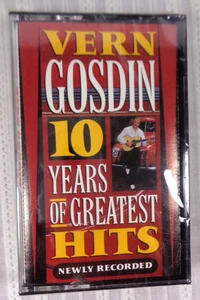 VERN
GOSDIN
10
YEARS
OF GREATEST
HITS
NEWLY RECORDED